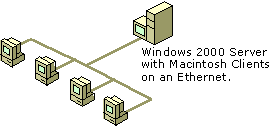 Windows 2000 Server
with Macintosh Clients
on an Ethernet.